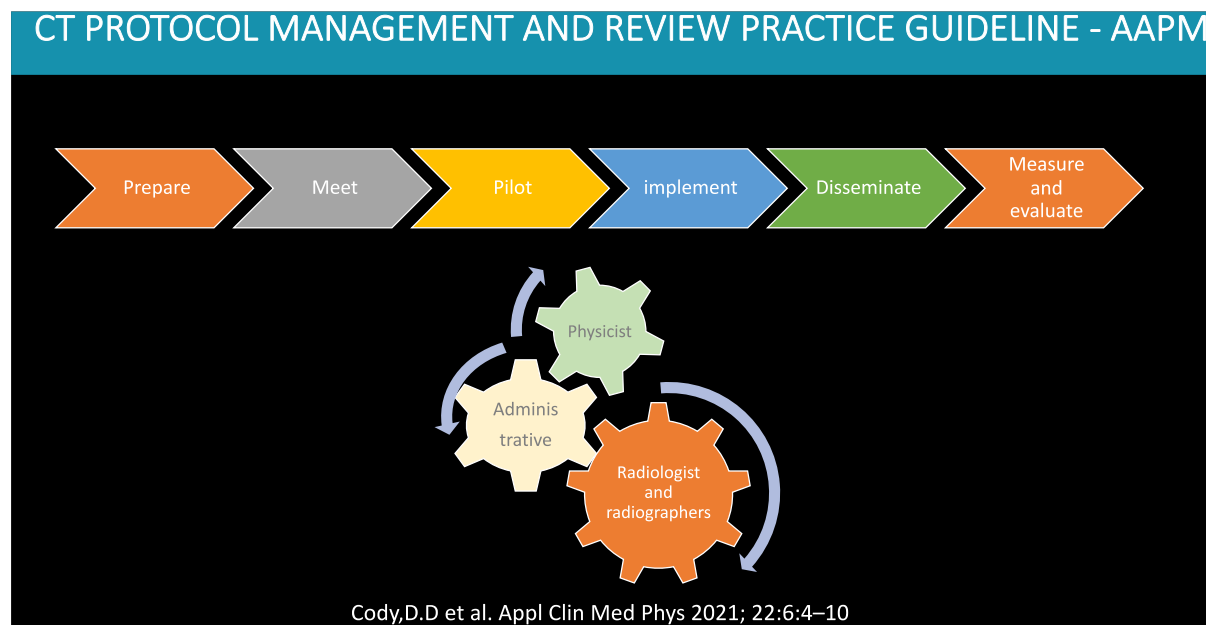 CT PROTOCOL MANAGEMENT AND REVIEW PRACTICE GUIDELINE - AAPM
Prepare
Meet
Pilot
implement
Disseminate
Measure
and
evaluate
Physicist
Adminis
trative
Radiologist
and
radiographers
Cody,D.D et al. Appl Clin Med Phys 2021; 22:6:4–10